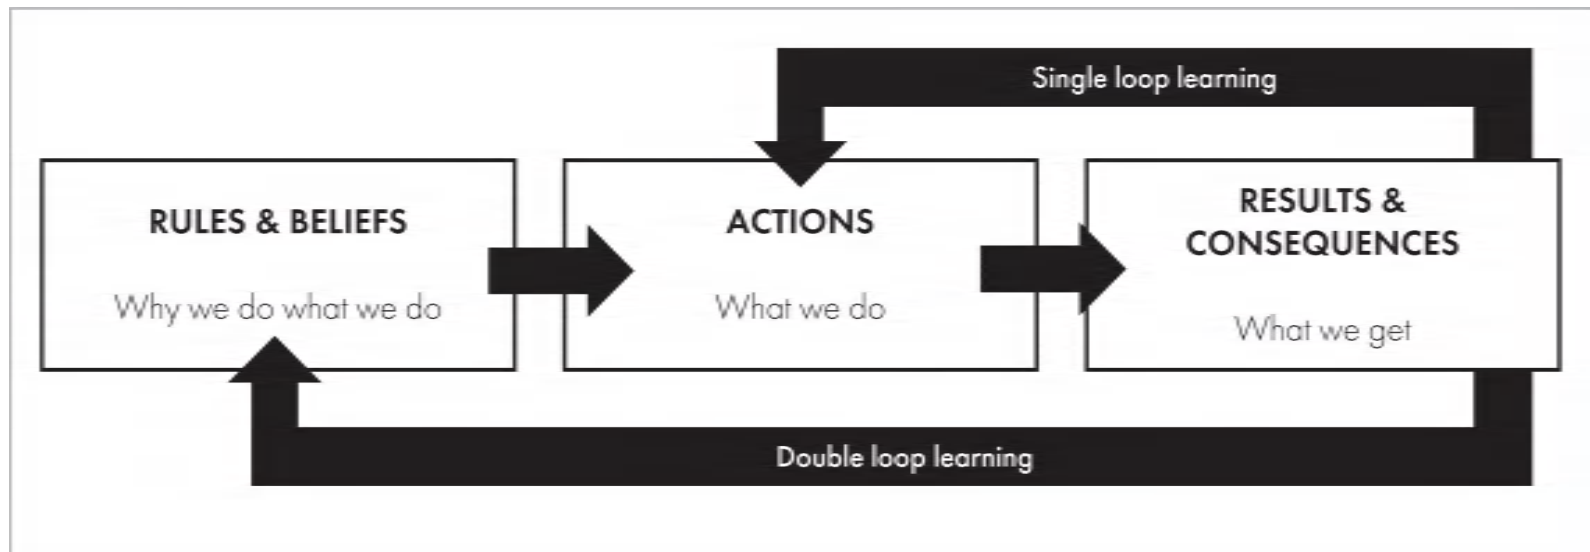 Single loop learning
RULES & BELIEFS
Why we do what we do
ACTIONS
What we do
RESULTS &
CONSEQUENCES
What we get
Double loop learning